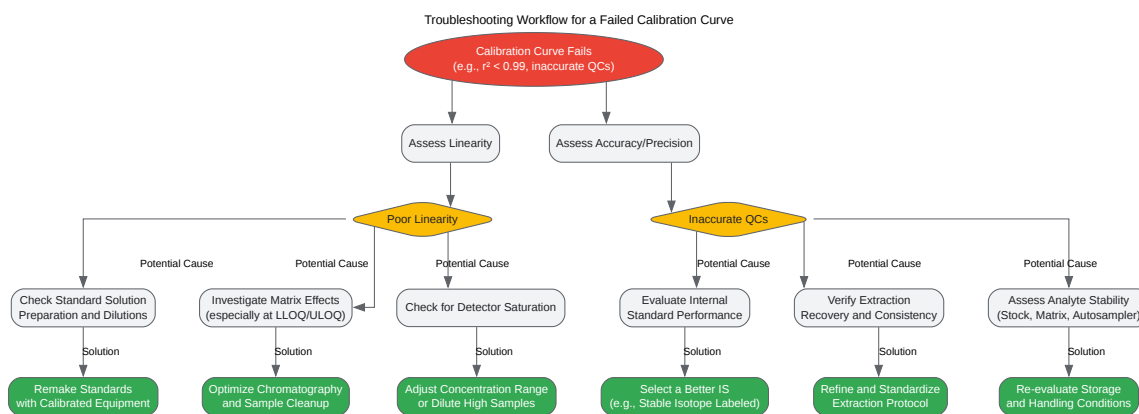 Troubleshooting Workflow for a Failed Calibration Curve
Calibration Curve Fails
(e.g., r² < 0.99, inaccurate QCs)
Assess Linearity
Assess Accuracy/Precision
Poor Linearity
Inaccurate QCs
Potential Cause
Potential Cause
Potential Cause
Potential Cause
Potential Cause
Potential Cause
Check Standard Solution
Preparation and Dilutions
Investigate Matrix Effects
(especially at LLOQ/ULOQ)
Check for Detector Saturation
Evaluate Internal
Standard Performance
Verify Extraction
Recovery and Consistency
Assess Analyte Stability
(Stock, Matrix, Autosampler)
Solution
Solution
Solution
Solution
Solution
Solution
Remake Standards
with Calibrated Equipment
Optimize Chromatography
and Sample Cleanup
Adjust Concentration Range
or Dilute High Samples
Select a Better IS
(e.g., Stable Isotope Labeled)
Refine and Standardize
Extraction Protocol
Re-evaluate Storage
and Handling Conditions